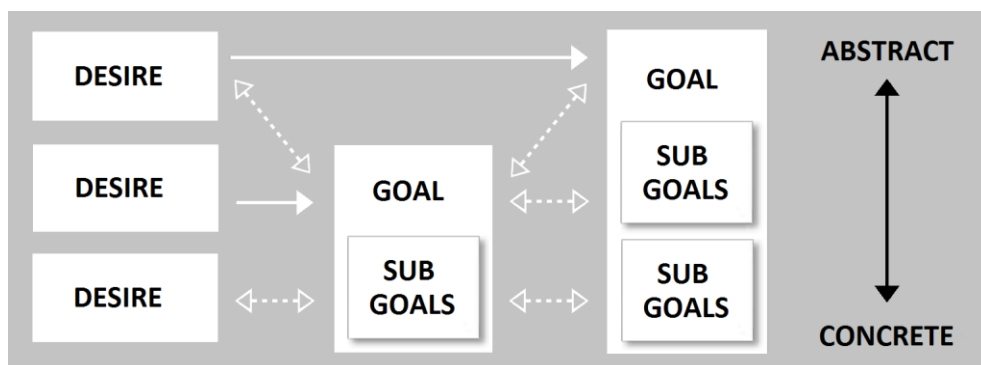 DESIRE
DESIRE
DESIRE
GOAL
SUB
GOALS
GOAL
SUB
GOALS
SUB
GOALS
ABSTRACT
CONCRETE